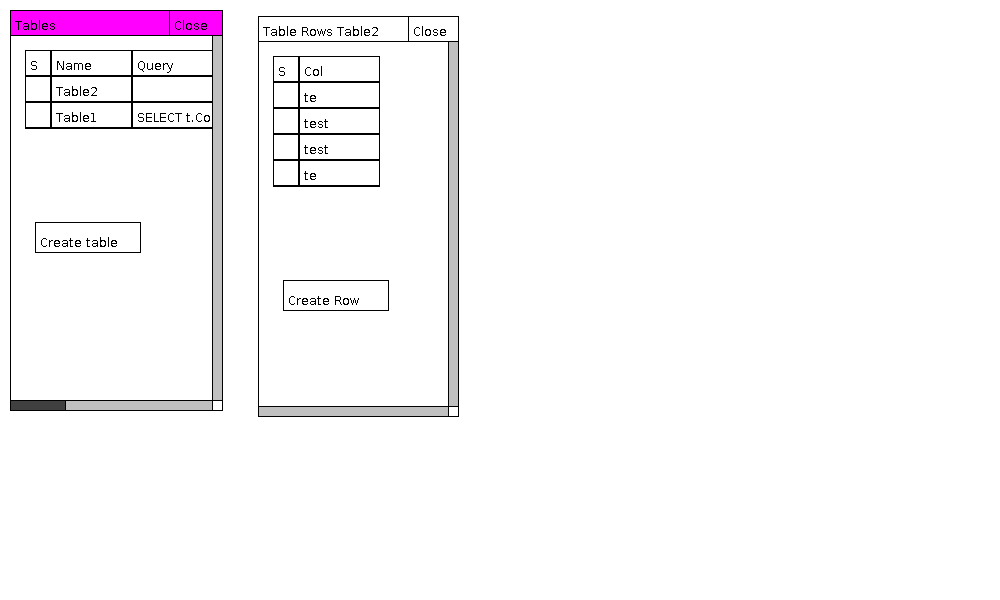 Tables Close
S Name Query
Table2
Table1 SELECT t.Co
Create table
Table Rows Table2 Close
S Col
te
test
test
te
Create Row